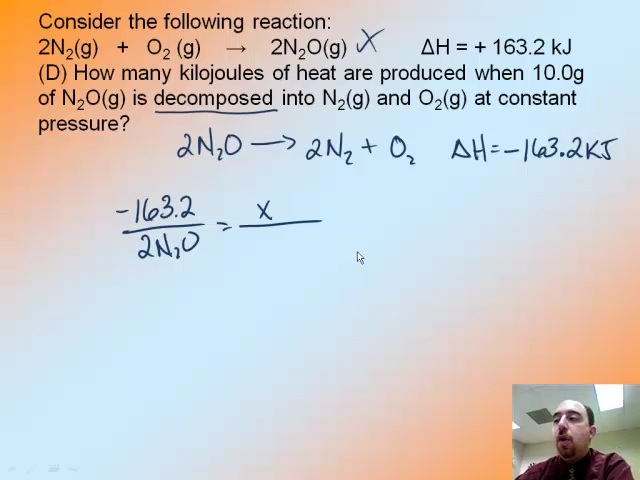 Consider the following reaction:
2N₂(g) + O₂ (g) → 2N₂O(g) X ΔH = + 163.2 kJ
(D) How many kilojoules of heat are produced when 10.0g
of N₂O(g) is decomposed into N₂(g) and O₂(g) at constant
pressure?
2N₂O → 2N₂ + O₂ ΔH = -163.2KJ
-163.2 x
= 
2N₂O